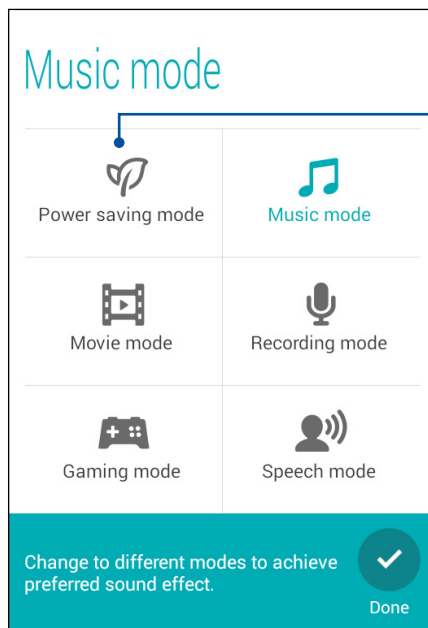 Music mode
Power saving mode
Music mode
Movie mode
Recording mode
Gaming mode
Speech mode
Change to different modes to achieve
preferred sound effect.
Done